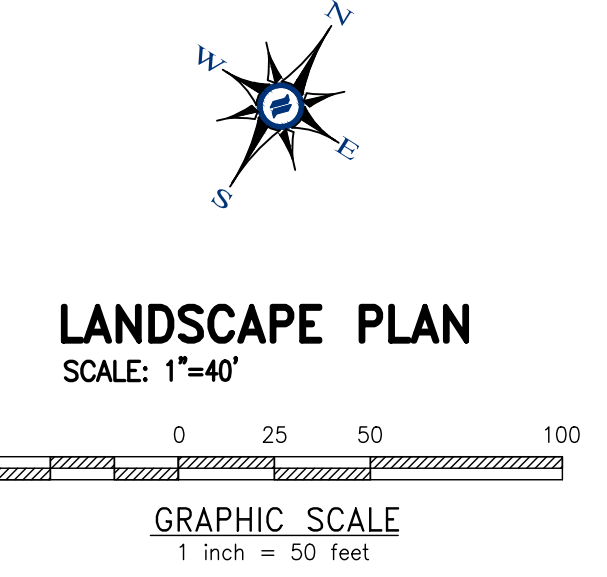 N
W
E
S
LANDSCAPE PLAN
SCALE: 1"=40'
0 25 50 100
GRAPHIC SCALE
1 inch = 50 feet